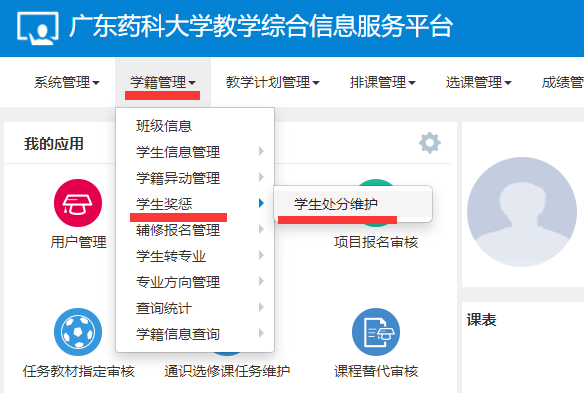 广东药科大学教学综合信息服务平台
系统管理 学籍管理 教学计划管理 排课管理 选课管理 成绩管
我的应用
班级信息
学生信息管理
学籍异动管理
学生奖惩
学生处分维护
辅修报名管理
学生转专业
专业方向管理
查询统计
学籍信息查询
用户管理
项目报名审核
任务教材指定审核
通识选修课任务维护
课程替代审核
课表